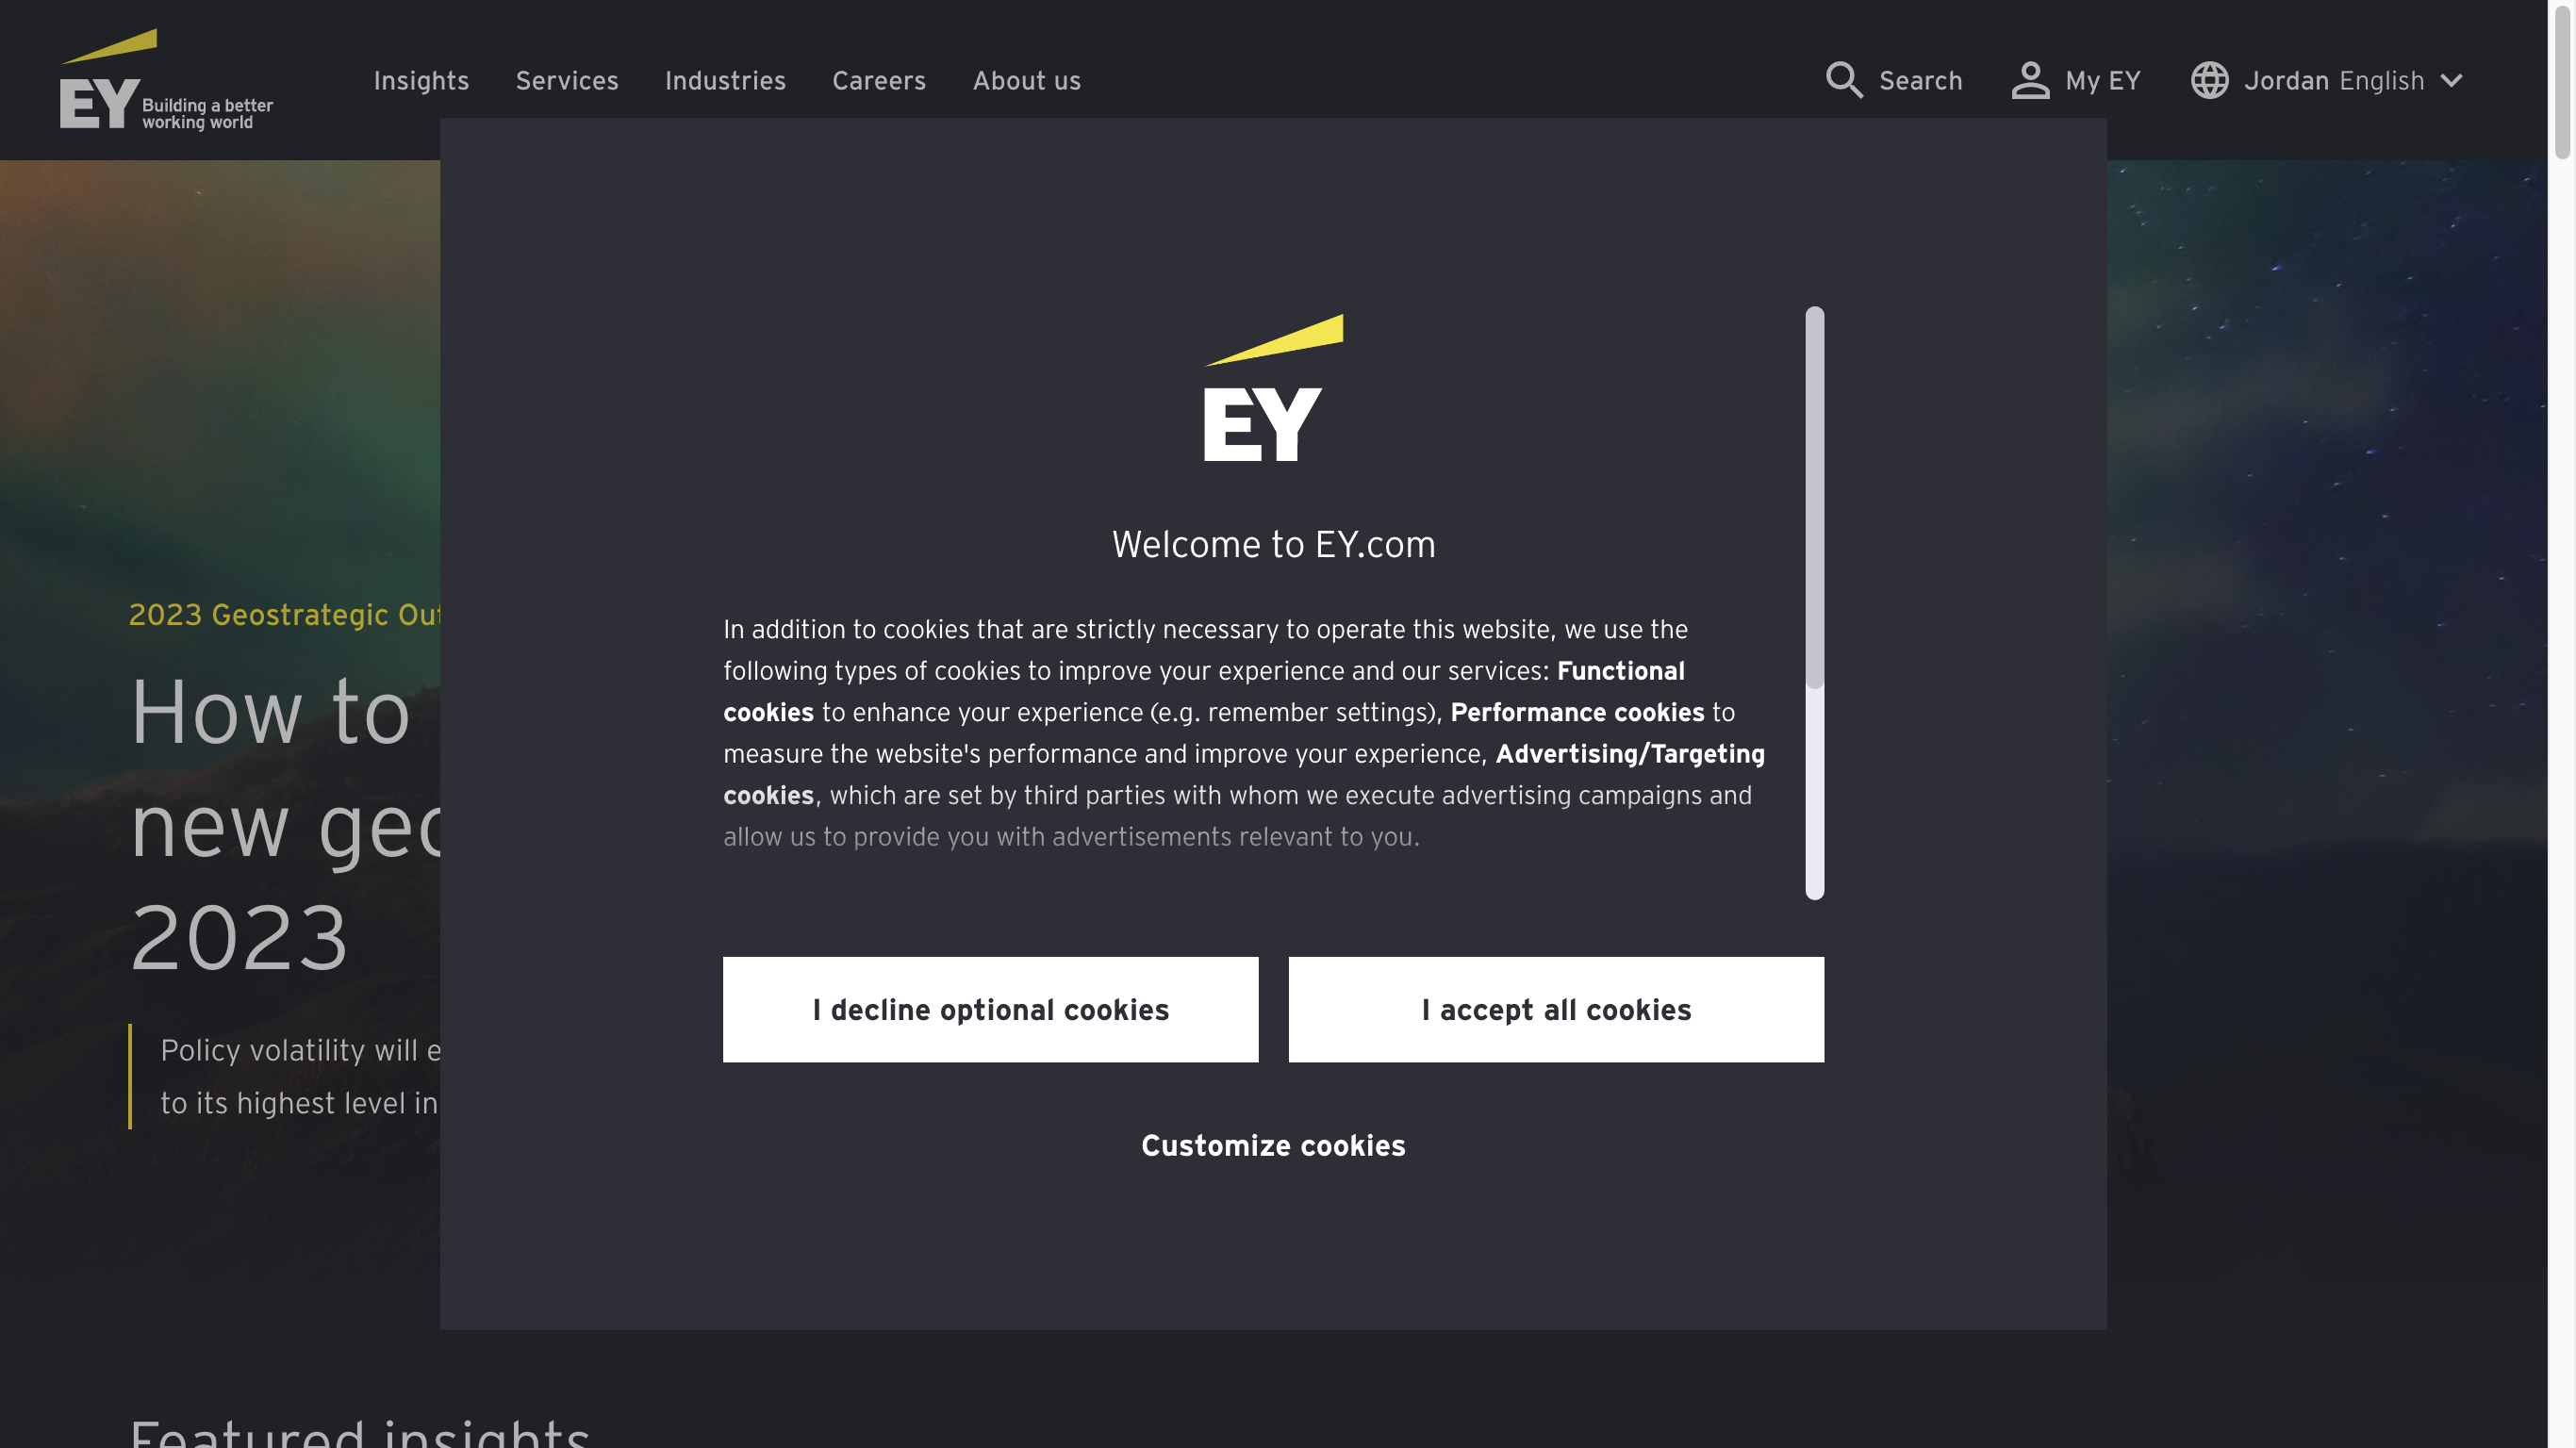 EY Building a better
working world
Insights
Services
Industries
Careers
About us
Search
My EY
Jordan English
2023 Geostrategic
How to
new
2023
Policy volatility will
to its highest level in
EY
Welcome to EY.com
In addition to cookies that are strictly necessary to operate this website, we use the
following types of cookies to improve your experience and our services: Functional
cookies to enhance your experience (e.g. remember settings), Performance cookies to
measure the website's performance and improve your experience, Advertising/Targeting
cookies, which are set by third parties with whom we execute advertising campaigns and
allow us to provide you with advertisements relevant to you.
I decline optional cookies
I accept all cookies
Customize cookies
Featured insights